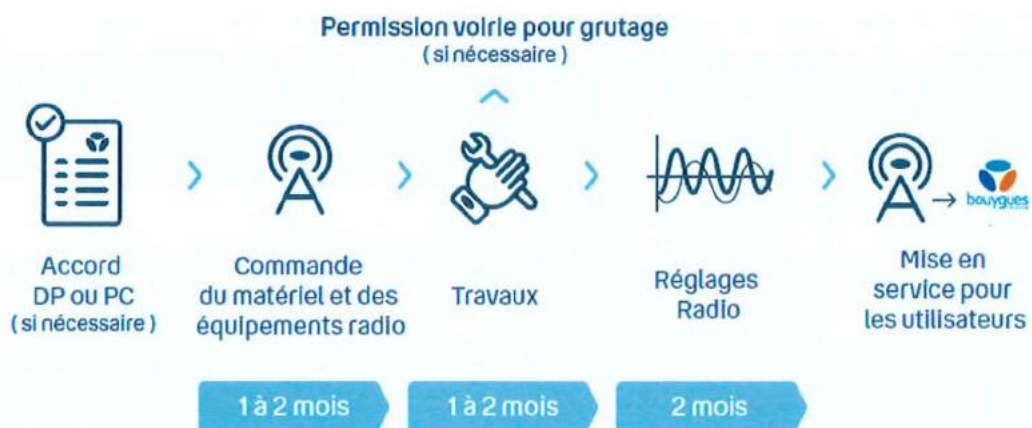 Permission voirie pour grutage
( si nécessaire )
Accord
DP ou PC
( si nécessaire )
Commande
du matériel et des
équipements radio
Travaux
Réglages
Radio
bouygues
Mise en
service pour
les utilisateurs
1 à 2 mois
1 à 2 mois
2 mois